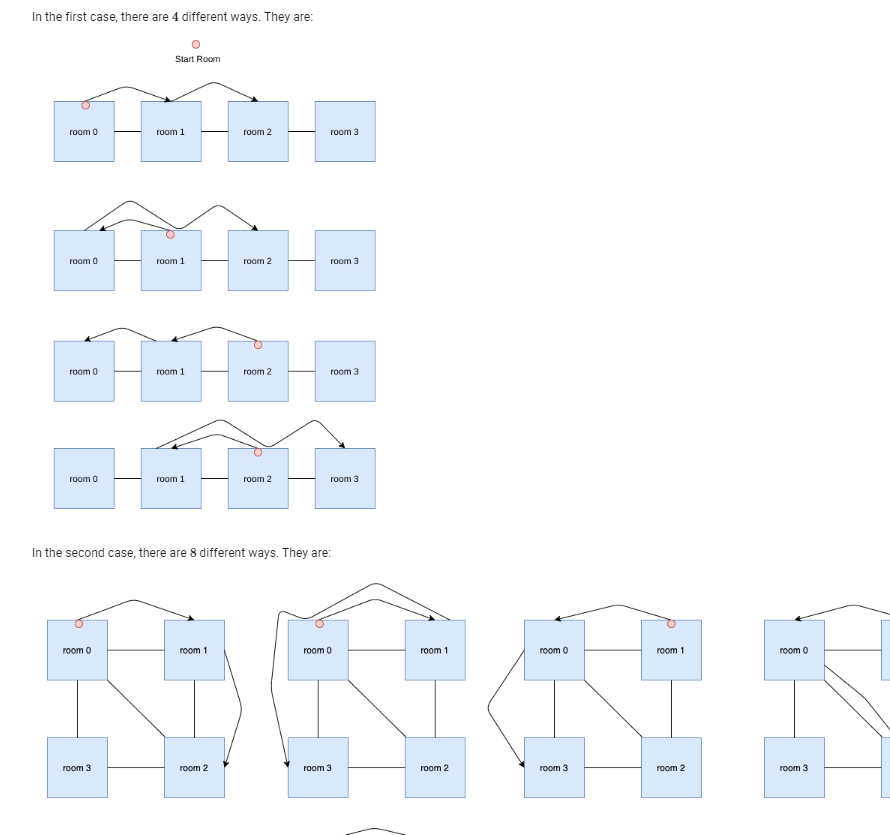 In the first case, there are 4 different ways. They are:
Start Room
room 0 room 1 room 2 room 3
room 0 room 1 room 2 room 3
room 0 room 1 room 2 room 3
room 0 room 1 room 2 room 3
In the second case, there are 8 different ways. They are:
room 0 room 1 room 0 room 1 room 0 room 1 room 0
room 3 room 2 room 3 room 2 room 3 room 2 room 3